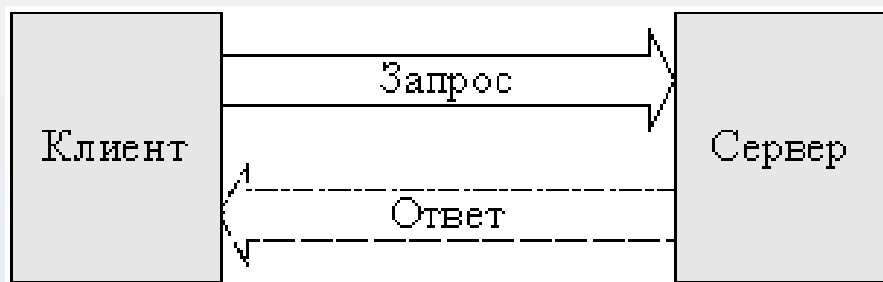 Запрос
Клиент
Сервер
Ответ